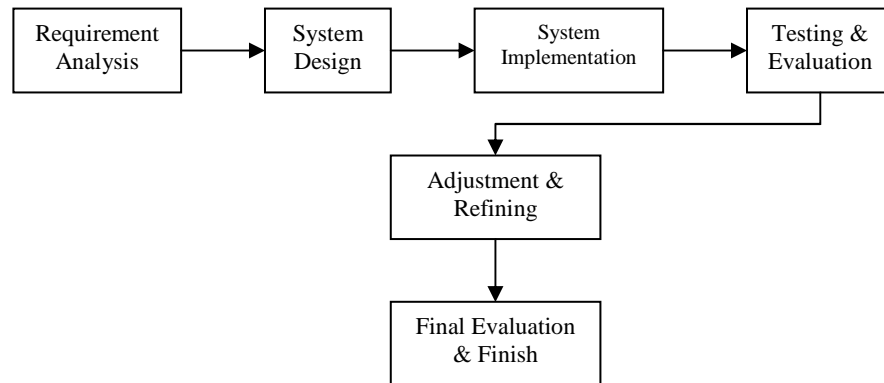 Requirement
Analysis
System
Design
System
Implementation
Testing &
Evaluation
Adjustment &
Refining
Final Evaluation
& Finish